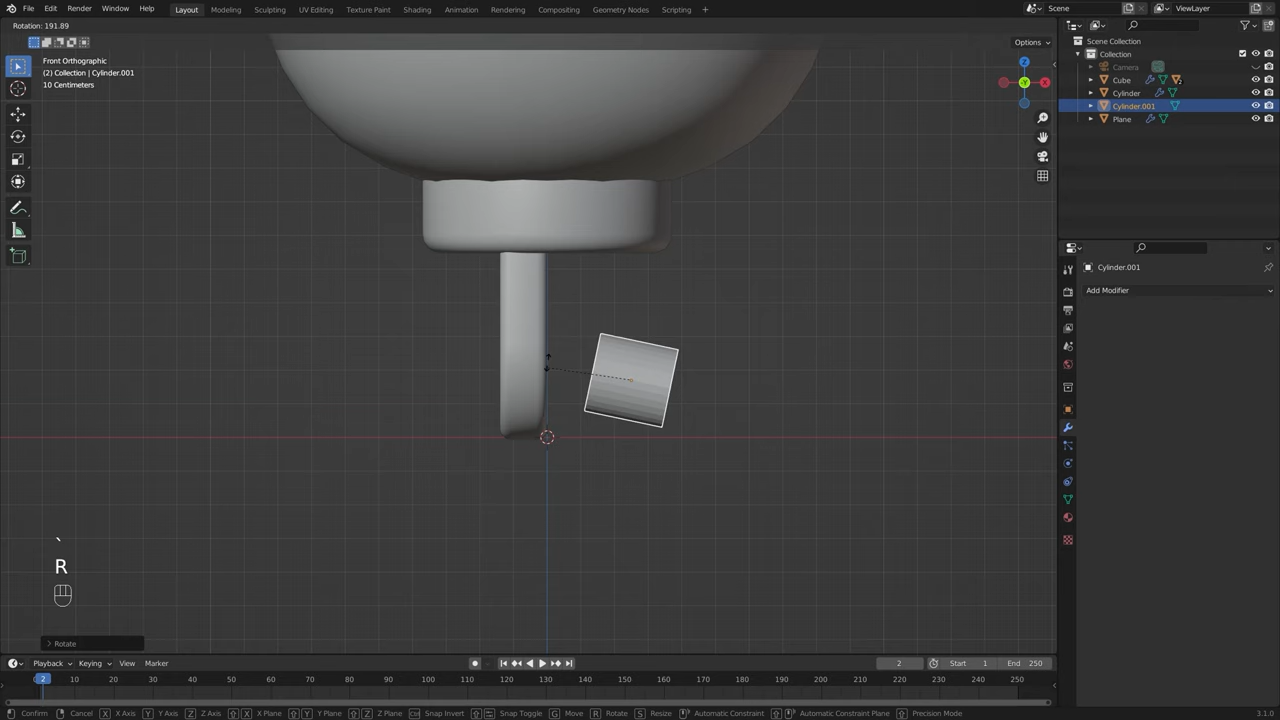 File Edit Render Window Help Layout Modeling Sculpting UV Editing Texture Paint Shading Animation Rendering Compositing Geometry Nodes Scripting Scene ViewLayer
Rotation: 191.89
Options
Front Orthographic
(2) Collection | Cylinder.001
10 Centimeters
Z
X
-Y
`
R
> Rotate
Scene Collection
Collection
Camera
Cube
Cylinder
Cylinder.001
Plane
Cylinder.001
Add Modifier
Playback Keying View Marker 2 Start 1 End 250
2 10 20 30 40 50 60 70 80 90 100 110 120 130 140 150 160 170 180 190 200 210 220 230 240 250
Confirm Cancel X X Axis Y Y Axis Z Z Axis X X Plane Y Y Plane Z Z Plane Snap Invert Snap Toggle G Move R Rotate S Resize Automatic Constraint Automatic Constraint Plane Precision Mode 3.1.0